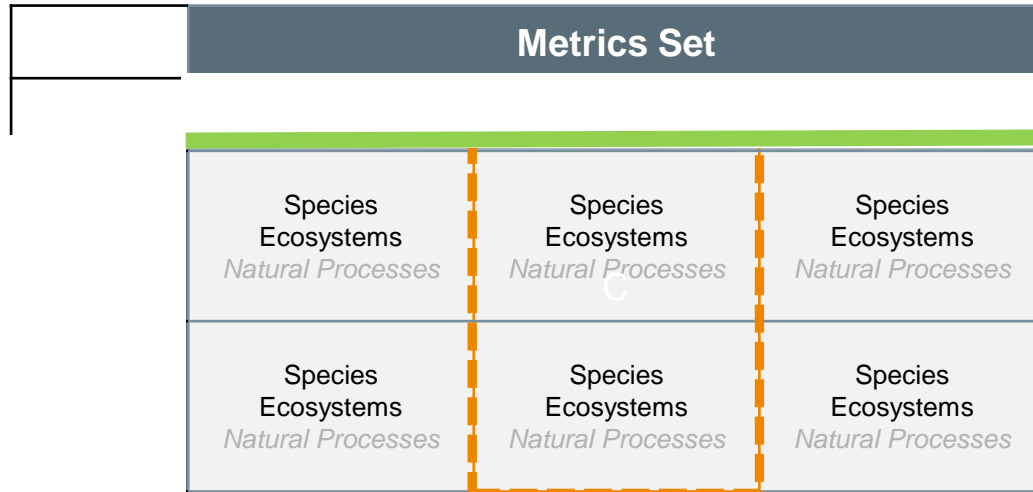 Metrics Set
Species
Ecosystems
Natural Processes
Species
Ecosystems
Natural Processes
C
Species
Ecosystems
Natural Processes
Species
Ecosystems
Natural Processes
Species
Ecosystems
Natural Processes
Species
Ecosystems
Natural Processes